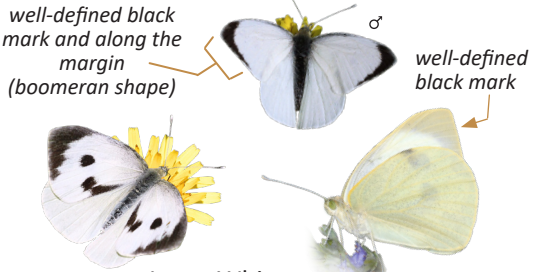 well-defined black
mark and along the
margin
(boomeran shape)
♂
well-defined
black mark